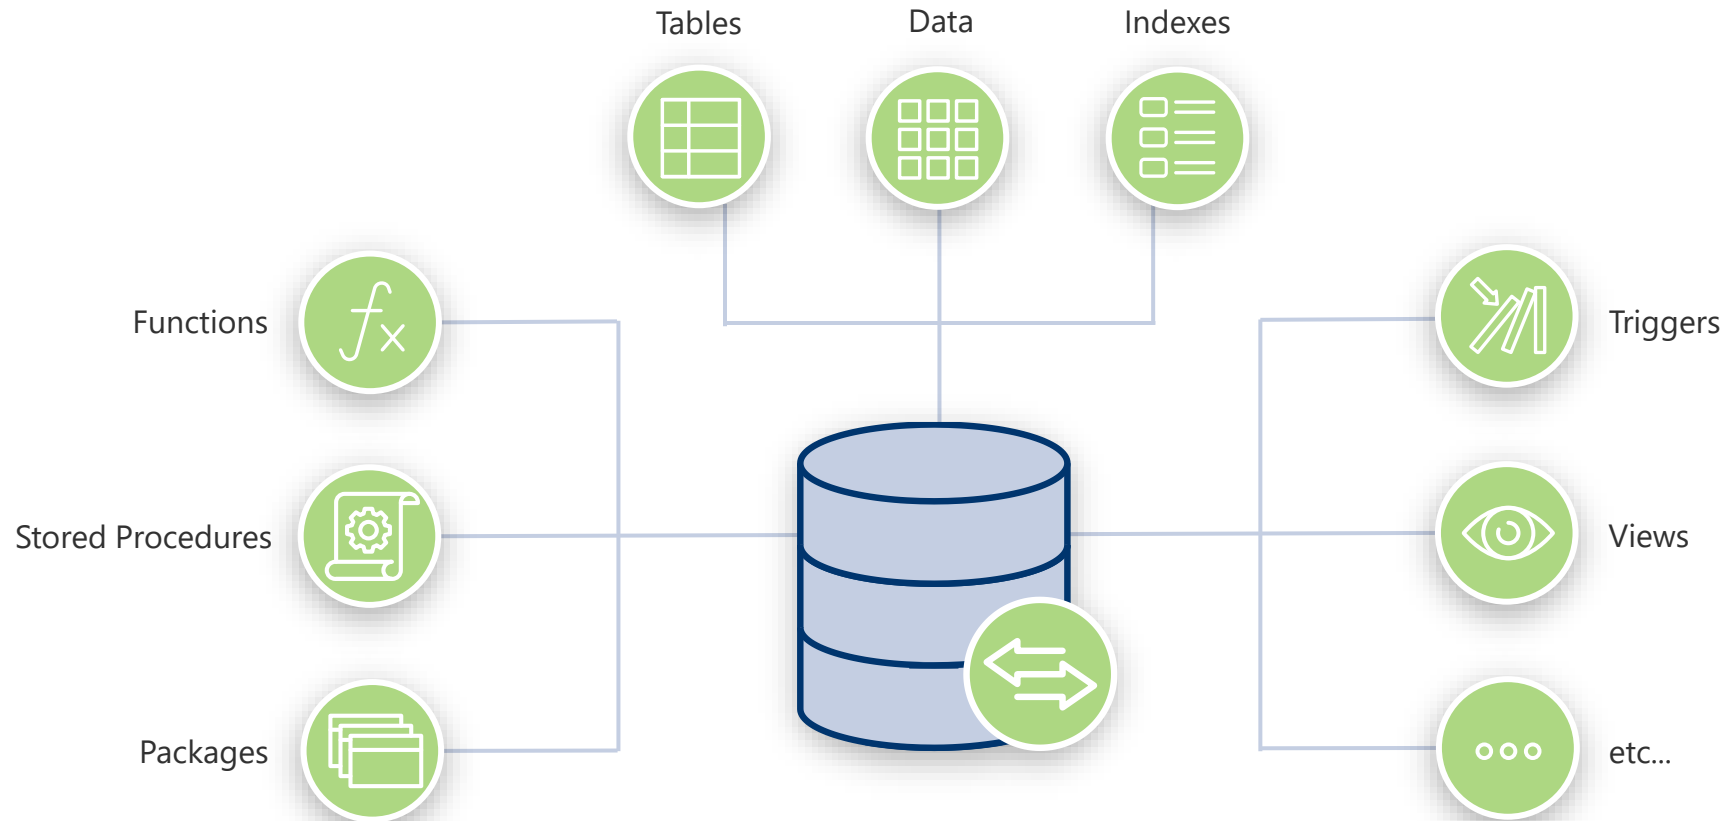 Tables
Data
Indexes
Functions
Triggers
Stored Procedures
Views
Packages
etc...